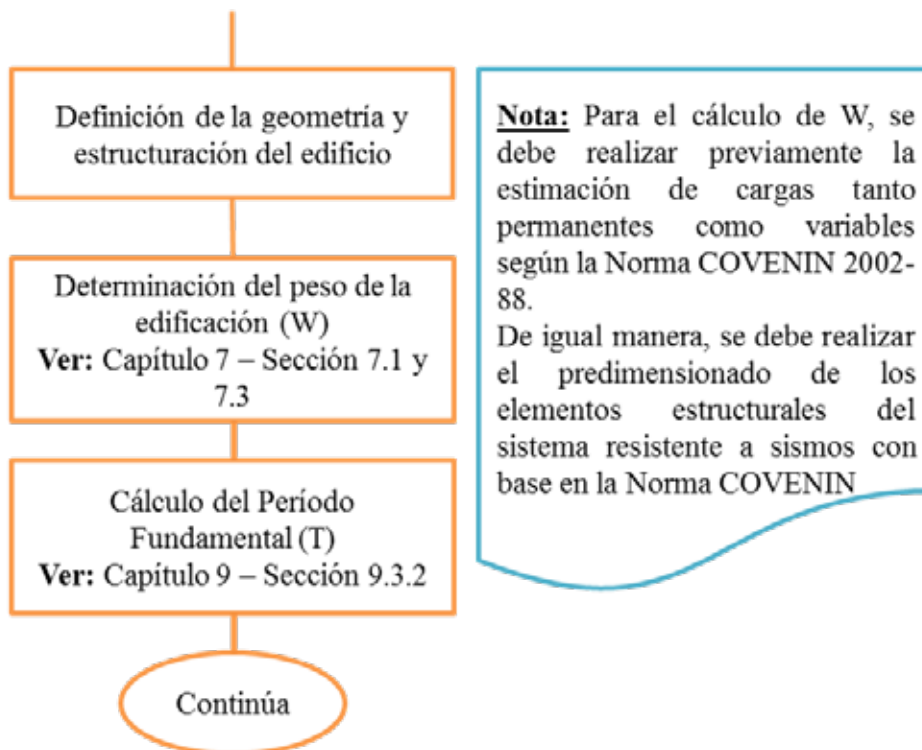 Definición de la geometría y
estructuración del edificio
Determinación del peso de la
edificación (W)
Ver: Capítulo 7 – Sección 7.1 y
7.3
Cálculo del Período
Fundamental (T)
Ver: Capítulo 9 – Sección 9.3.2
Continúa
Nota: Para el cálculo de W, se
debe realizar previamente la
estimación de cargas tanto
permanentes como variables
según la Norma COVENIN 2002-
88.
De igual manera, se debe realizar
el predimensionado de los
elementos estructurales del
sistema resistente a sismos con
base en la Norma COVENIN